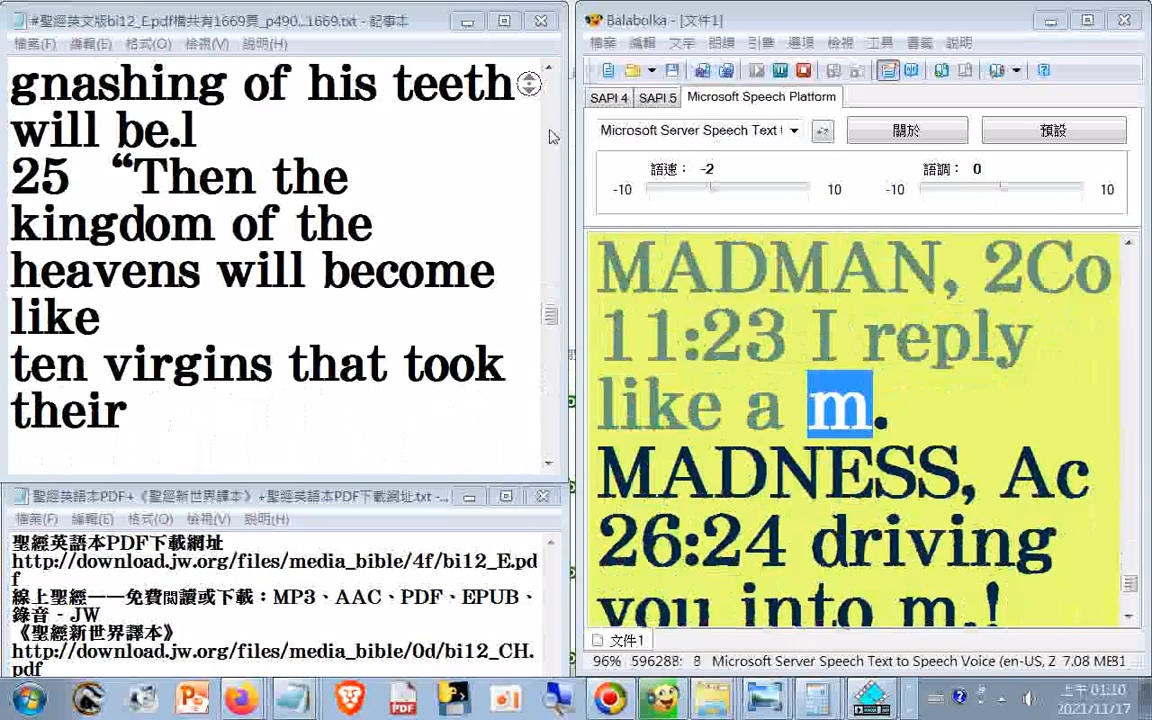 #聖經英文版bi12_E.pdf檔共有1669頁_p490...1669.txt - 記事本
檔案(F) 編輯(E) 格式(O) 檢視(V) 說明(H)
gnashing of his teeth
will be.l
25 “Then the
kingdom of the
heavens will become
like
ten virgins that took
their
聖經英語本PDF+《聖經新世界譯本》+聖經英語本PDF下載網址.txt -...
檔案(F) 編輯(E) 格式(O) 檢視(V) 說明(H)
聖經英語本PDF下載網址
http://download.jw.org/files/media_bible/4f/bi12_E.pd
f
線上聖經——免費閱讀或下載：MP3、AAC、PDF、EPUB、
錄音 - JW
《聖經新世界譯本》
http://download.jw.org/files/media_bible/0d/bi12_CH.
pdf
Balabolka - [文件1]
檔案 編輯 文字 朗讀 引擎 選項 檢視 工具 書籤 說明
SAPI 4 SAPI 5 Microsoft Speech Platform
Microsoft Server Speech Text 關於 預設
語速： -2 語調： 0
-10 10 -10 10
MADMAN, 2Co
11:23 I reply
like a m.
MADNESS, Ac
26:24 driving
you into m.!
文件1
96% 596288: 8 Microsoft Server Speech Text to Speech Voice (en-US, Z 7.08 MB
上午 01:10
2021/11/17